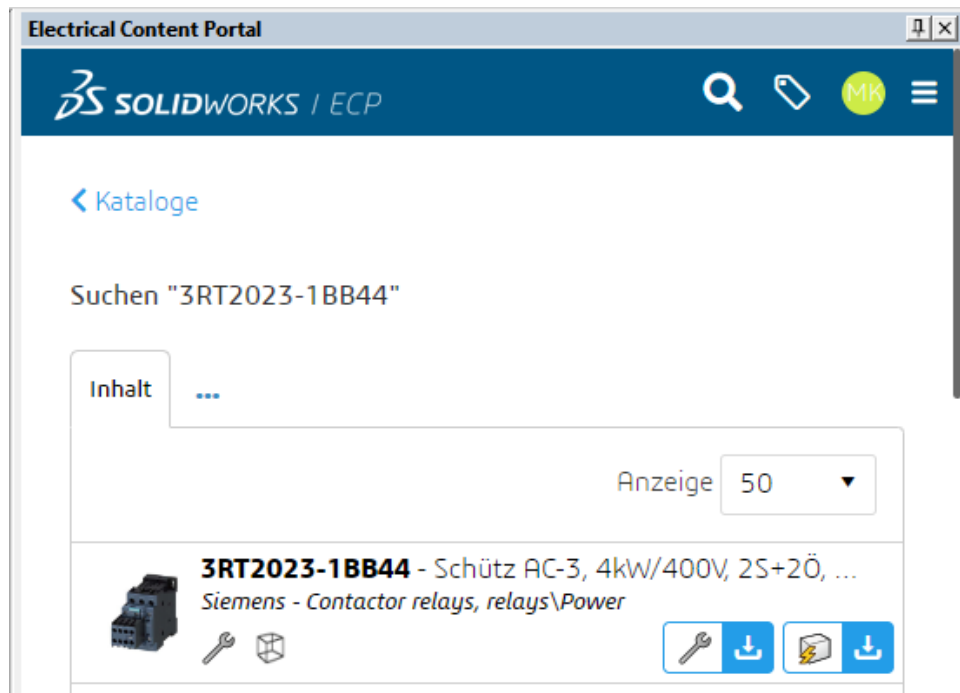 Electrical Content Portal
SOLIDWORKS / ECP
MK
Kataloge
Suchen "3RT2023-1BB44"
Inhalt
...
Anzeige 50
3RT2023-1BB44 - Schütz AC-3, 4kW/400V, 2S+2Ö, ...
Siemens - Contactor relays, relays\Power